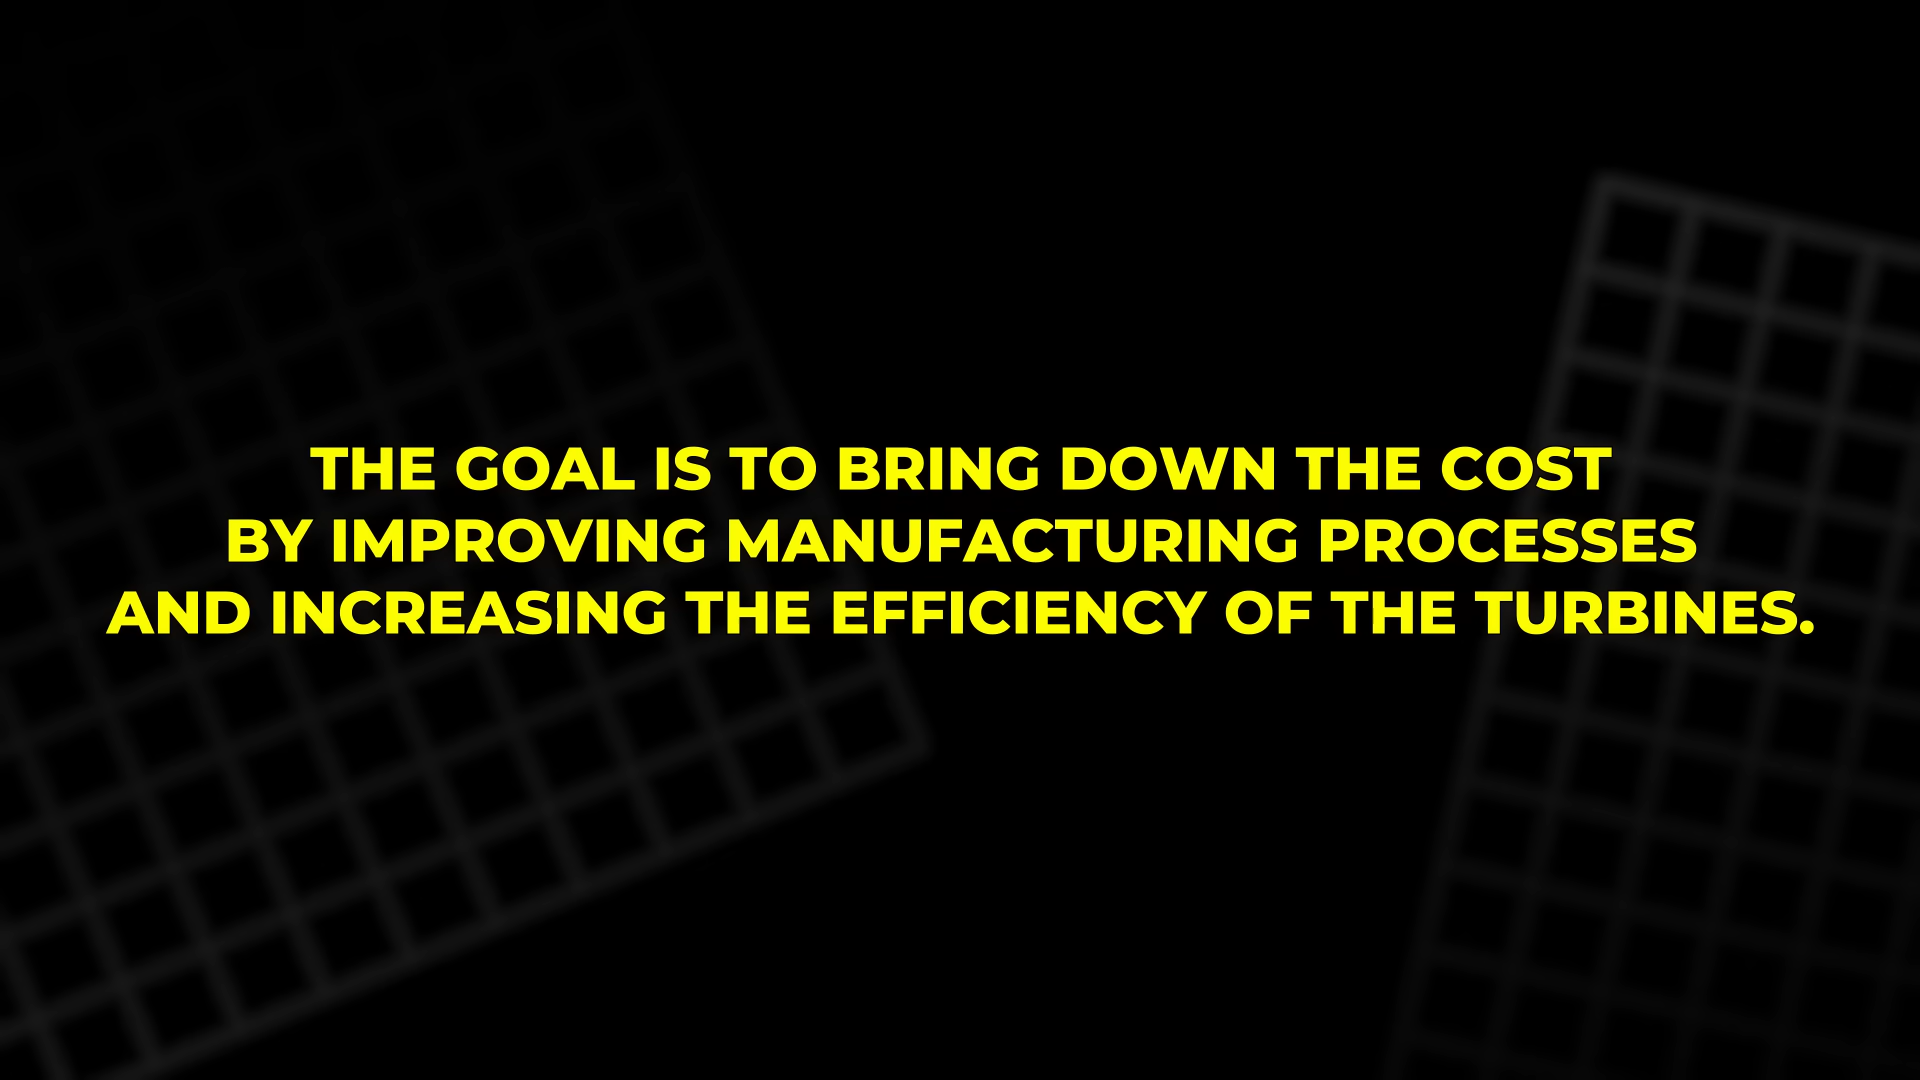 THE GOAL IS TO BRING DOWN THE COST
BY IMPROVING MANUFACTURING PROCESSES
AND INCREASING THE EFFICIENCY OF THE TURBINES.